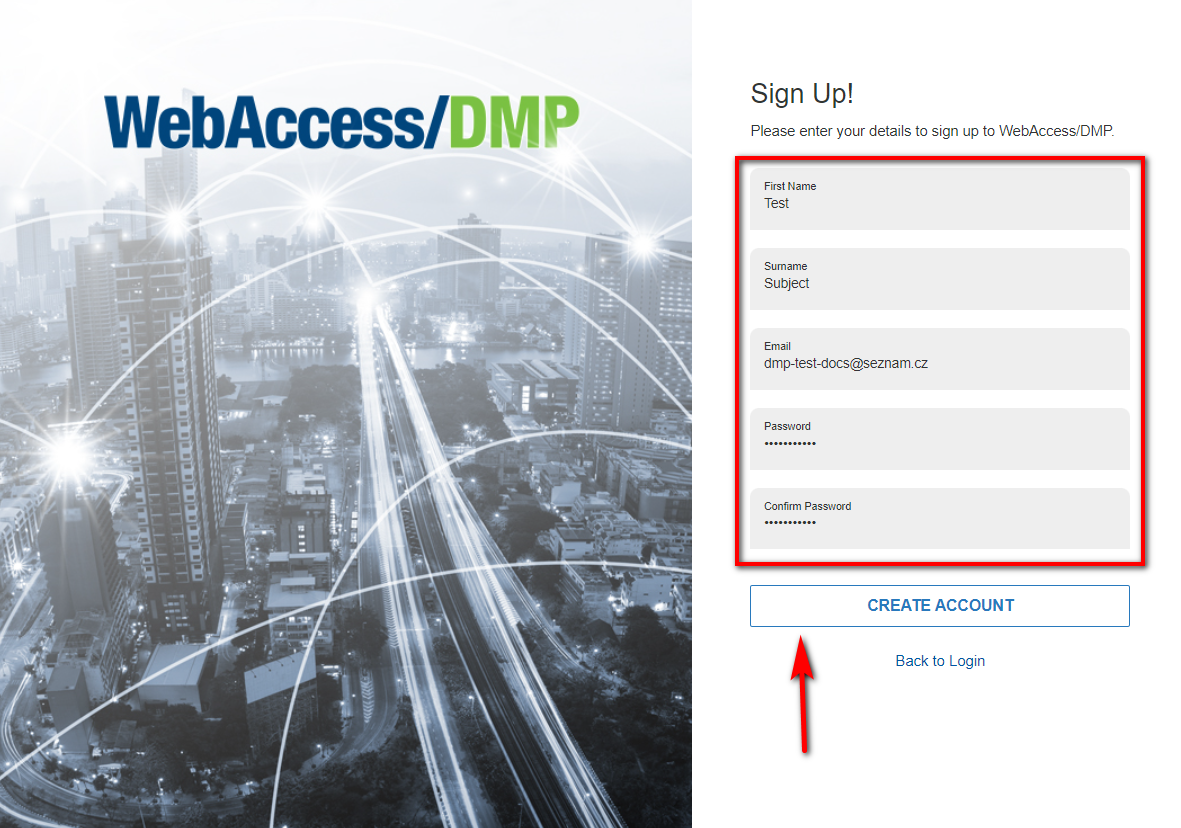 WebAccess/DMP
Sign Up!
Please enter your details to sign up to WebAccess/DMP.
First Name
Test
Surname
Subject
Email
dmp-test-docs@seznam.cz
Password
•••••••••••
Confirm Password
•••••••••••
CREATE ACCOUNT
Back to Login